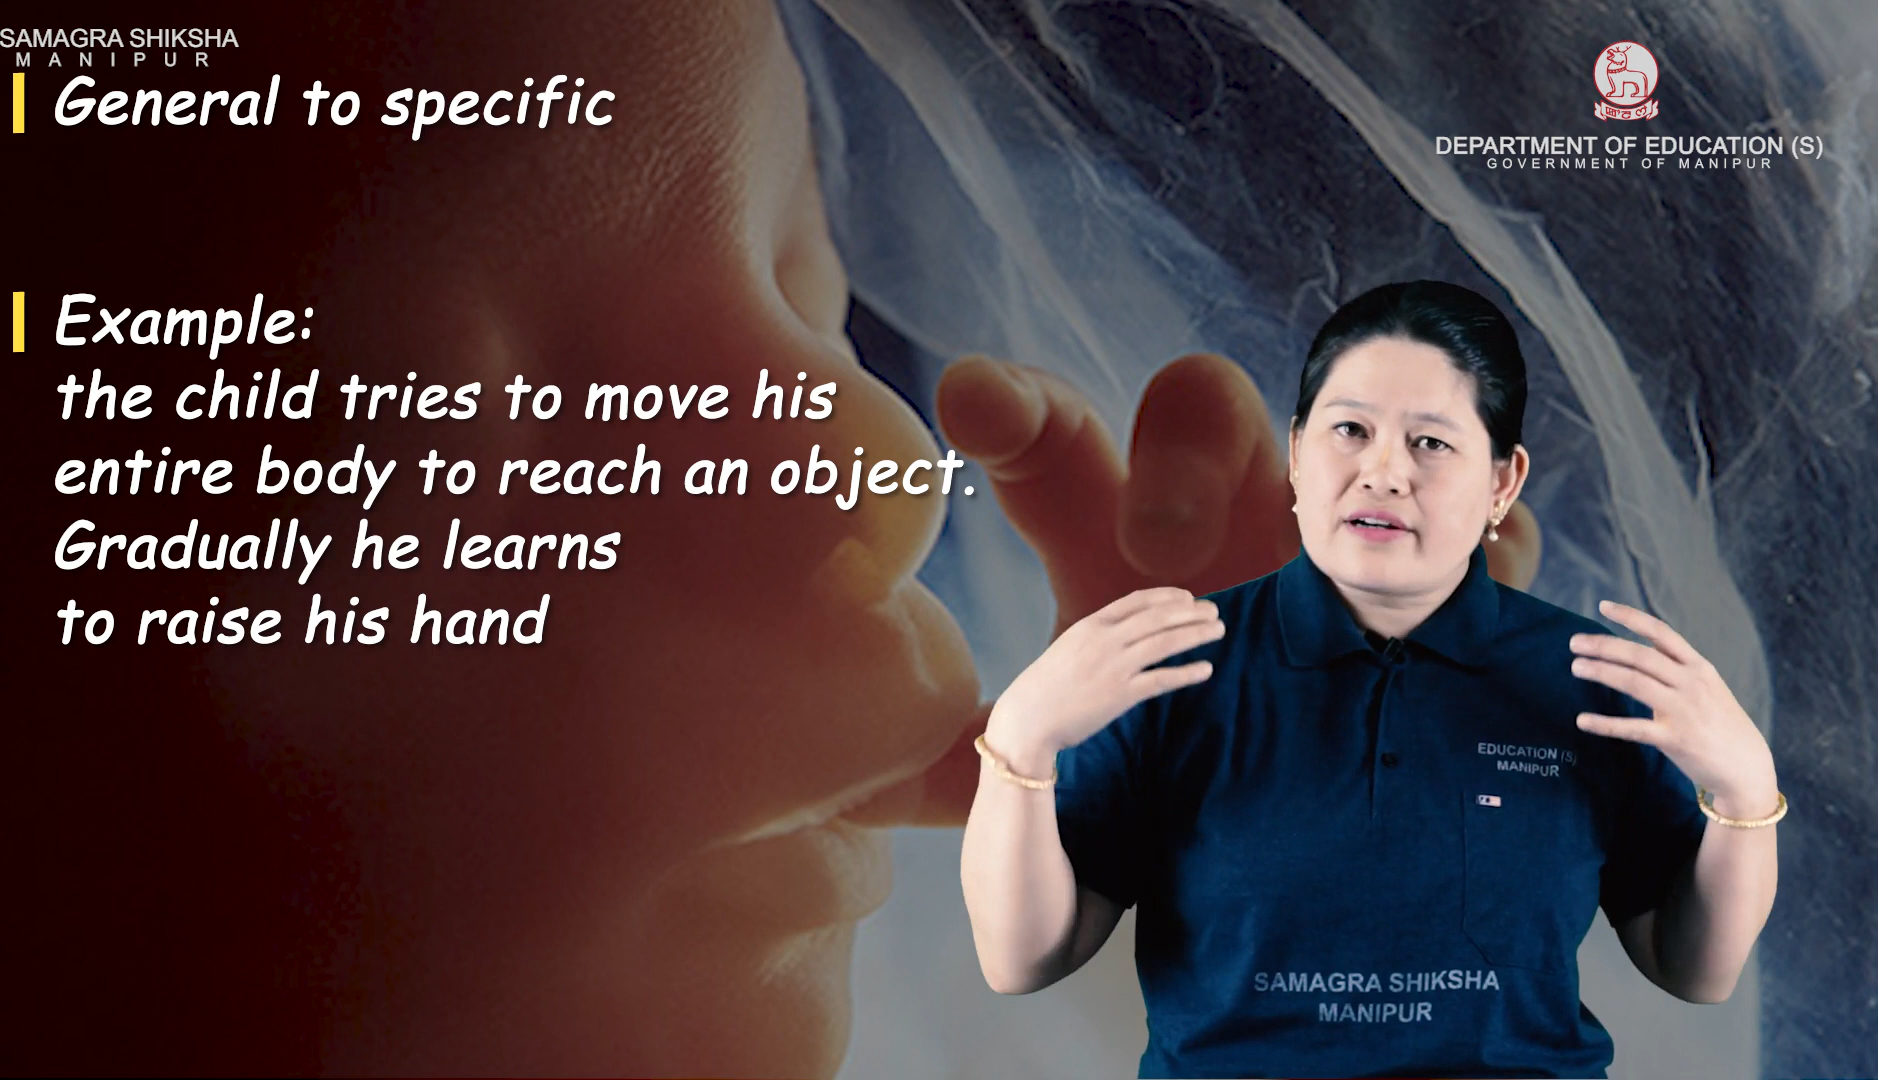 SAMAGRA SHIKSHA
MANIPUR
General to specific
Example:
the child tries to move his
entire body to reach an object.
Gradually he learns
to raise his hand
DEPARTMENT OF EDUCATION (S)
GOVERNMENT OF MANIPUR
EDUCATION (S)
MANIPUR
SAMAGRA SHIKSHA
MANIPUR